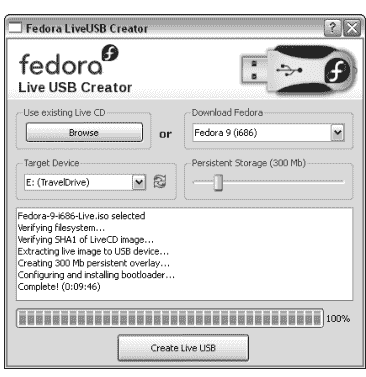 Fedora LiveUSB Creator
fedora
Live USB Creator
Use existing Live CD
Browse
or
Download Fedora
Fedora 9 (i686)
Target Device
E: (TravelDrive)
Persistent Storage (300 Mb)
Fedora-9-i686-Live.iso selected
Verifying filesystem...
Verifying SHA1 of LiveCD image...
Extracting live image to USB device...
Creating 300 Mb persistent overlay...
Configuring and installing bootloader...
Complete! (0:09:46)
100%
Create Live USB